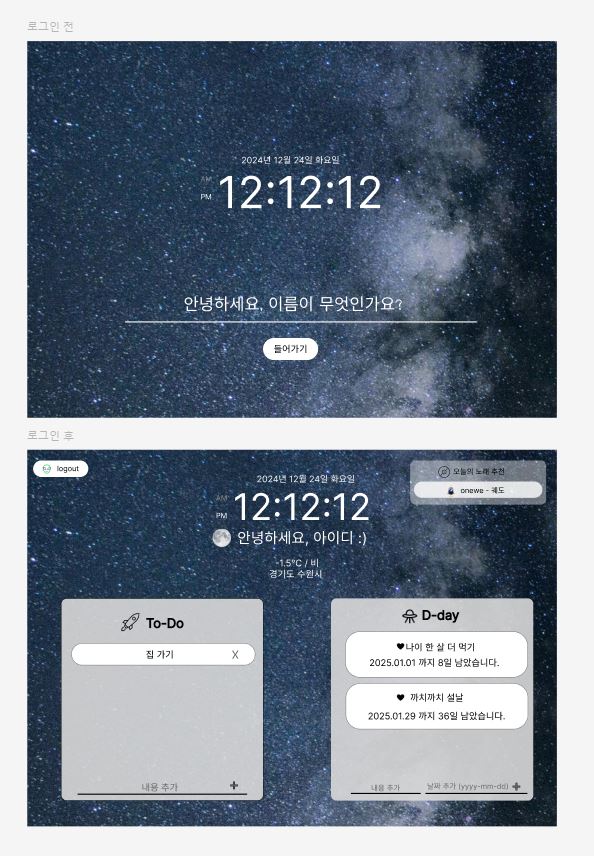 로그인 전
2024년 12월 24일 화요일
AM
PM
12:12:12
안녕하세요, 이름이 무엇인가요?
들어가기
로그인 후
logout
오늘의 노래 추천
onewe - 궤도
2024년 12월 24일 화요일
AM
PM
12:12:12
안녕하세요, 아이디 :)
1.5℃ / 비
경기도 수원시
To-Do
집 가기
X
내용 추가
D-day
♥나이 한 살 더 먹기
2025.01.01 까지 8일 남았습니다.
♥ 까치까치 설날
2025.01.29 까지 36일 남았습니다.
내용 추가
날짜 추가 (yyyy-mm-dd)